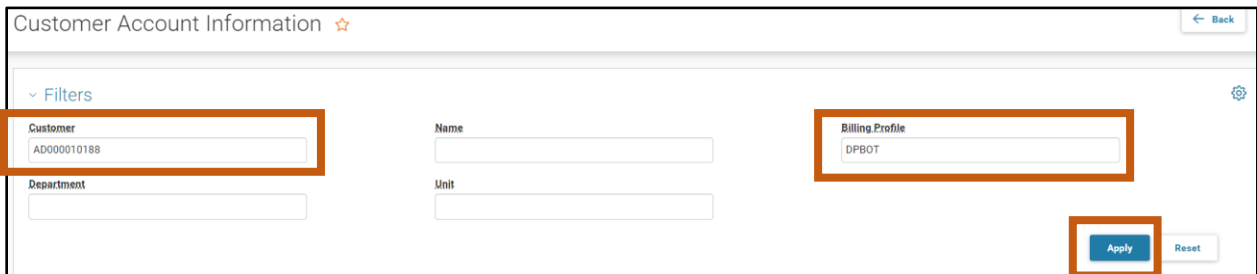 Customer Account Information
Back
Filters
Customer Name Billing Profile
AD000010188 DPBOT
Department Unit
Apply Reset